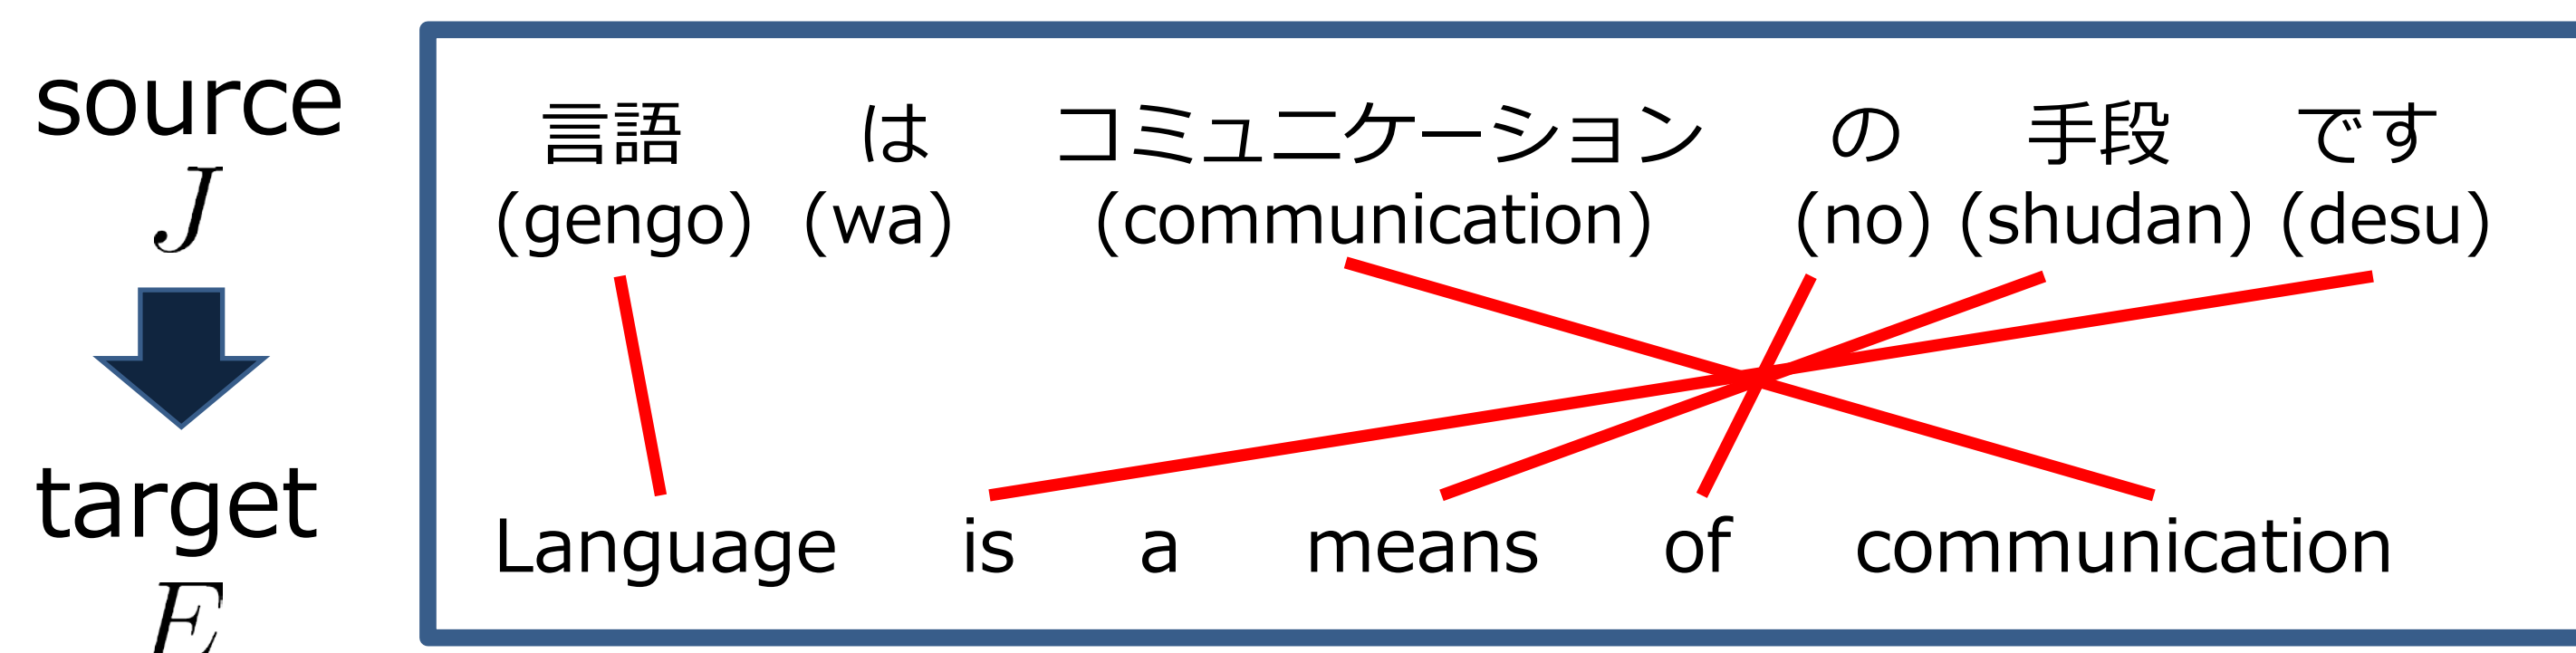 source
J
target
E
言語 は コミュニケーション の 手段 です
(gengo) (wa) (communication) (no) (shudan) (desu)
Language is a means of communication